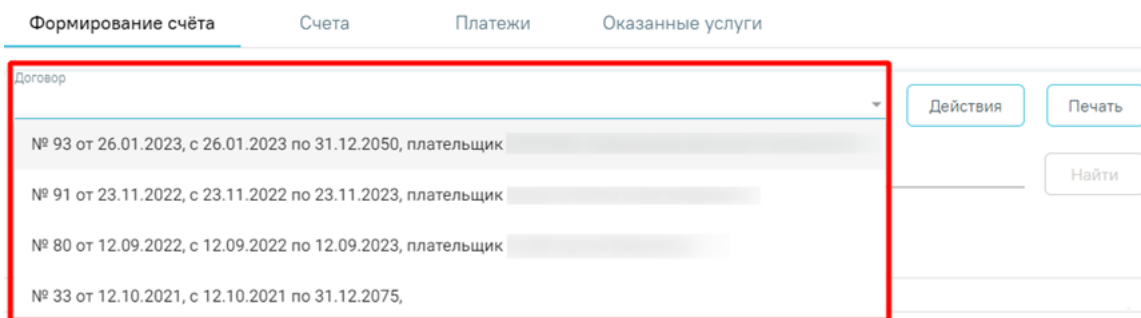 Формирование счёта Счета Платежи Оказанные услуги
Договор
Действия Печать
№ 93 от 26.01.2023, с 26.01.2023 по 31.12.2050, плательщик
Найти
№ 91 от 23.11.2022, с 23.11.2022 по 23.11.2023, плательщик
№ 80 от 12.09.2022, с 12.09.2022 по 12.09.2023, плательщик
№ 33 от 12.10.2021, с 12.10.2021 по 31.12.2075,